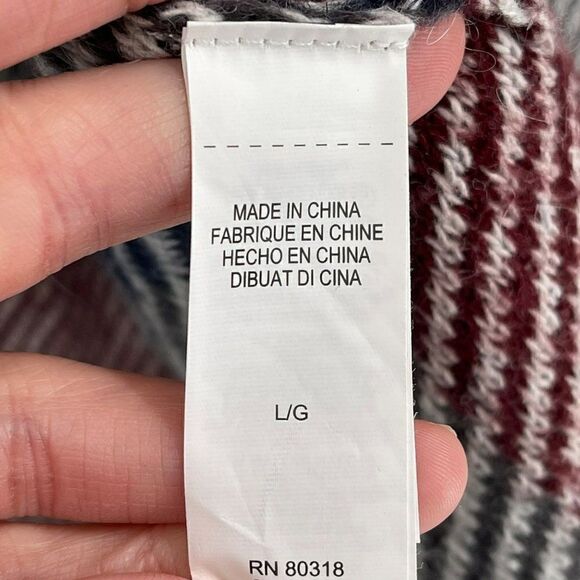 MADE IN CHINA
FABRIQUE EN CHINE
HECHO EN CHINA
DIBUAT DI CINA
L/G
RN 80318